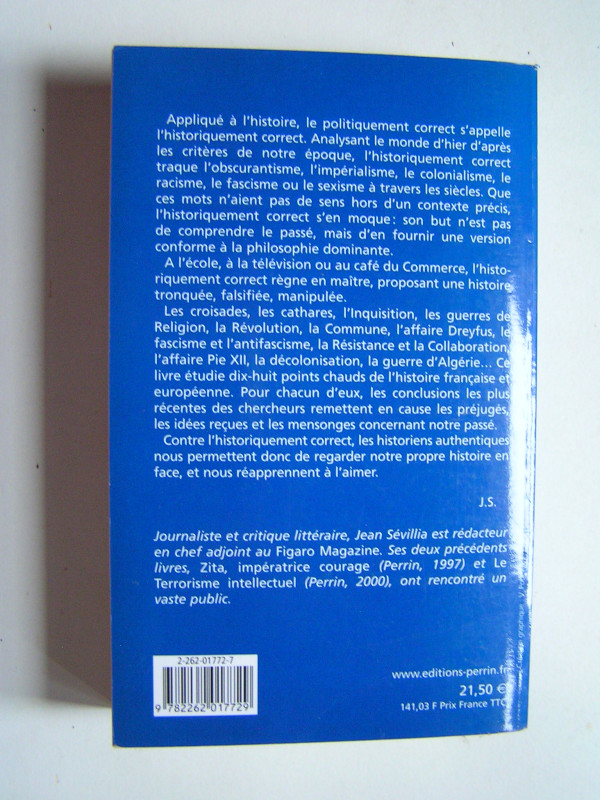 Appliqué à l'histoire, le politiquement correct s'appelle
l'historiquement correct. Analysant le monde d'hier d'après
les critères de notre époque, l'historiquement correct
traque l'obscurantisme, l'impérialisme, le colonialisme, le
racisme, le fascisme ou le sexisme à travers les siècles. Que
ces mots n'aient pas de sens hors d'un contexte précis,
l'historiquement correct s'en moque : son but n'est pas
de comprendre le passé, mais d'en fournir une version
conforme à la philosophie dominante.
A l'école, à la télévision ou au café du Commerce, l'histo-
riquement correct règne en maître, proposant une histoire
tronquée, falsifiée, manipulée.
Les croisades, les cathares, l'Inquisition, les guerres de
Religion, la Révolution, la Commune, l'affaire Dreyfus, le
fascisme et l'antifascisme, la Résistance et la Collaboration,
l'affaire Pie XII, la décolonisation, la guerre d'Algérie... Ce
livre étudie dix-huit points chauds de l'histoire française et
européenne. Pour chacun d'eux, les conclusions les plus
récentes des chercheurs remettent en cause les préjugés,
les idées reçues et les mensonges concernant notre passé.
Contre l'historiquement correct, les historiens authentiques
nous permettent donc de regarder notre propre histoire en
face, et nous réapprennent à l'aimer.
J.S.
Journaliste et critique littéraire, Jean Sévillia est rédacteur
en chef adjoint au Figaro Magazine. Ses deux précédents
livres, Zita, impératrice courage (Perrin, 1997) et Le
Terrorisme intellectuel (Perrin, 2000), ont rencontré un
vaste public.
2-262-01772-7
9 782262 017729
www.editions-perrin.fr
21,50 €
141,03 F Prix France TTC